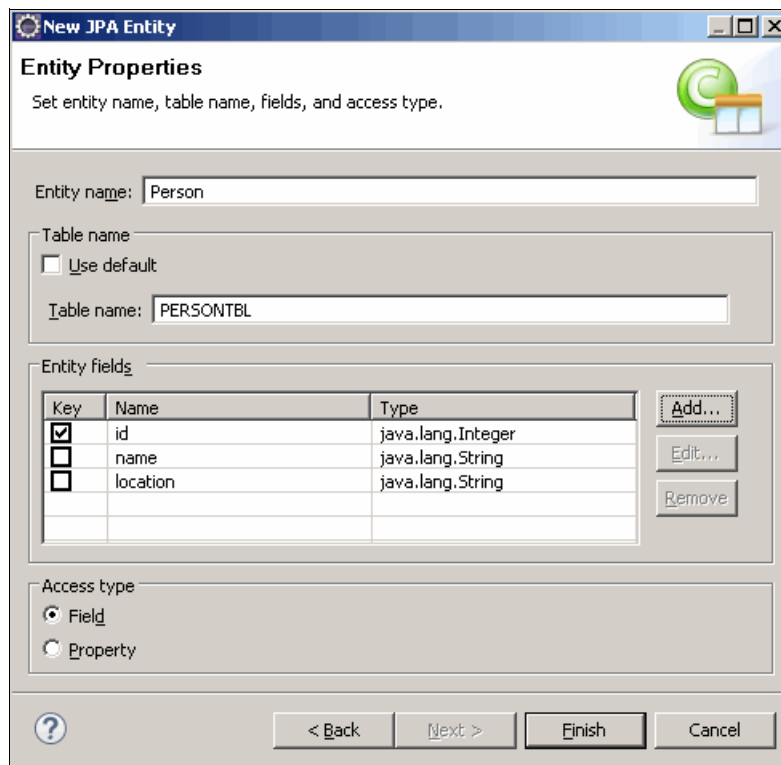 New JPA Entity
Entity Properties
Set entity name, table name, fields, and access type.
Entity name: Person
Table name
Use default
Table name: PERSONTBL
Entity fields
Key Name Type Add...
id java.lang.Integer
name java.lang.String Edit...
location java.lang.String
Remove
Access type
Field
Property
? < Back Next > Finish Cancel